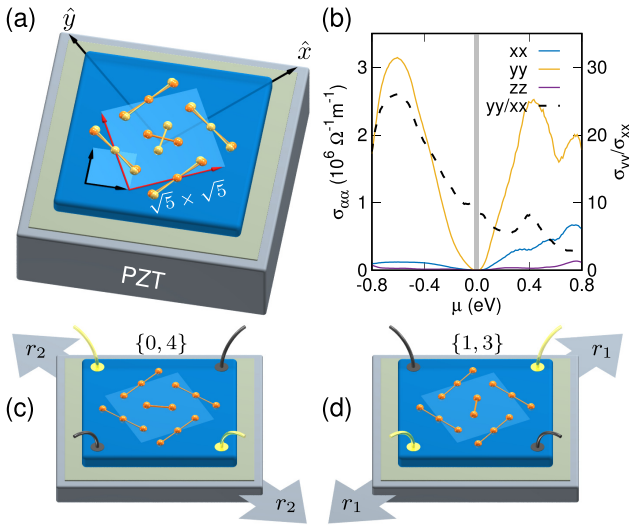 (a)
ŷ
x̂
√5 × √5
PZT
(b)
xx
yy
zz
yy/xx
σαα (10⁶ Ω⁻¹m⁻¹)
3
2
1
0
30
20
10
0
σyy/σxx
-0.8 -0.4 0.0 0.4 0.8
μ (eV)
r₂ {0, 4}
{1, 3} r₁
(c)
(d)
r₂ r₁